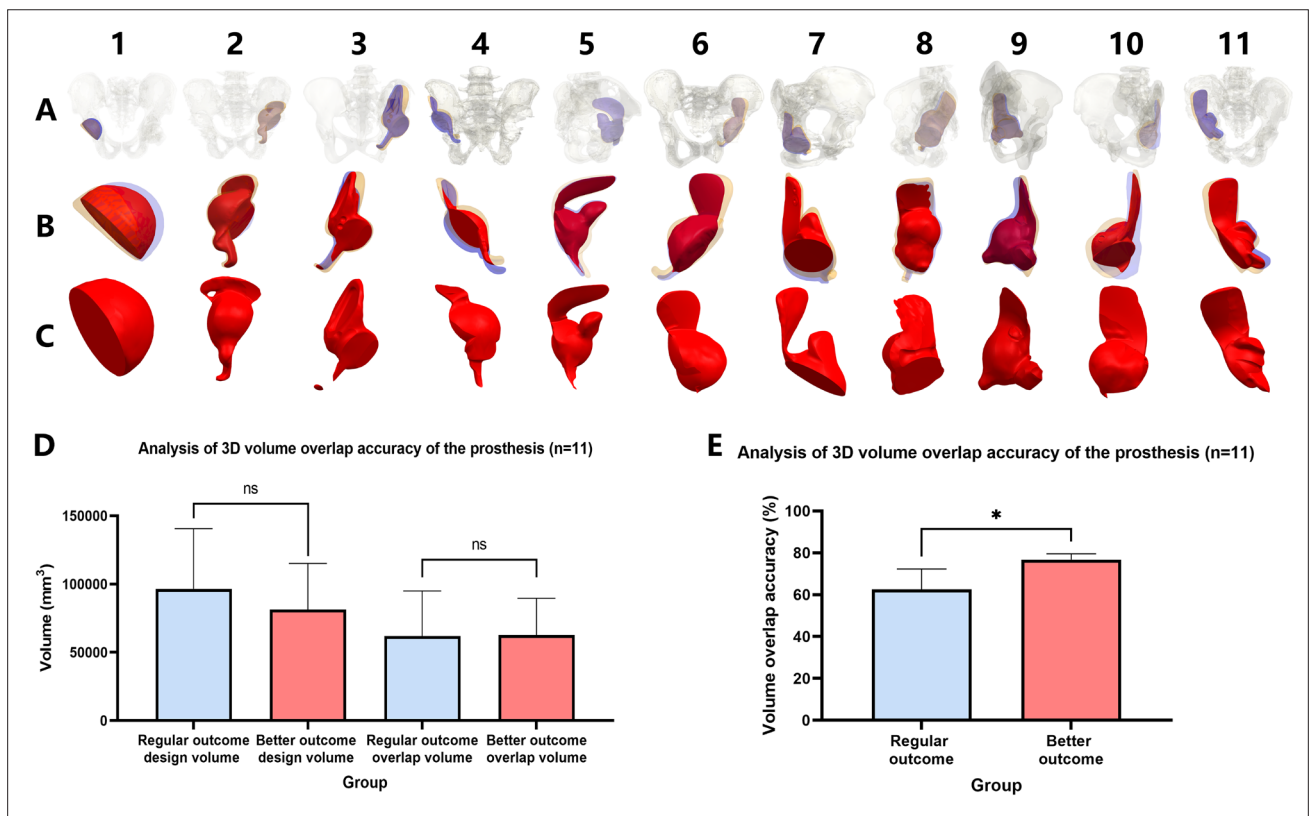 1 2 3 4 5 6 7 8 9 10 11
A
B
C
D
Analysis of 3D volume overlap accuracy of the prosthesis (n=11)
ns
ns
150000
100000
50000
0
Volume (mm³)
Regular outcome design volume
Better outcome design volume
Regular outcome overlap volume
Better outcome overlap volume
Group
E
Analysis of 3D volume overlap accuracy of the prosthesis (n=11)
*
100
80
60
40
20
0
Volume overlap accuracy (%)
Regular outcome
Better outcome
Group